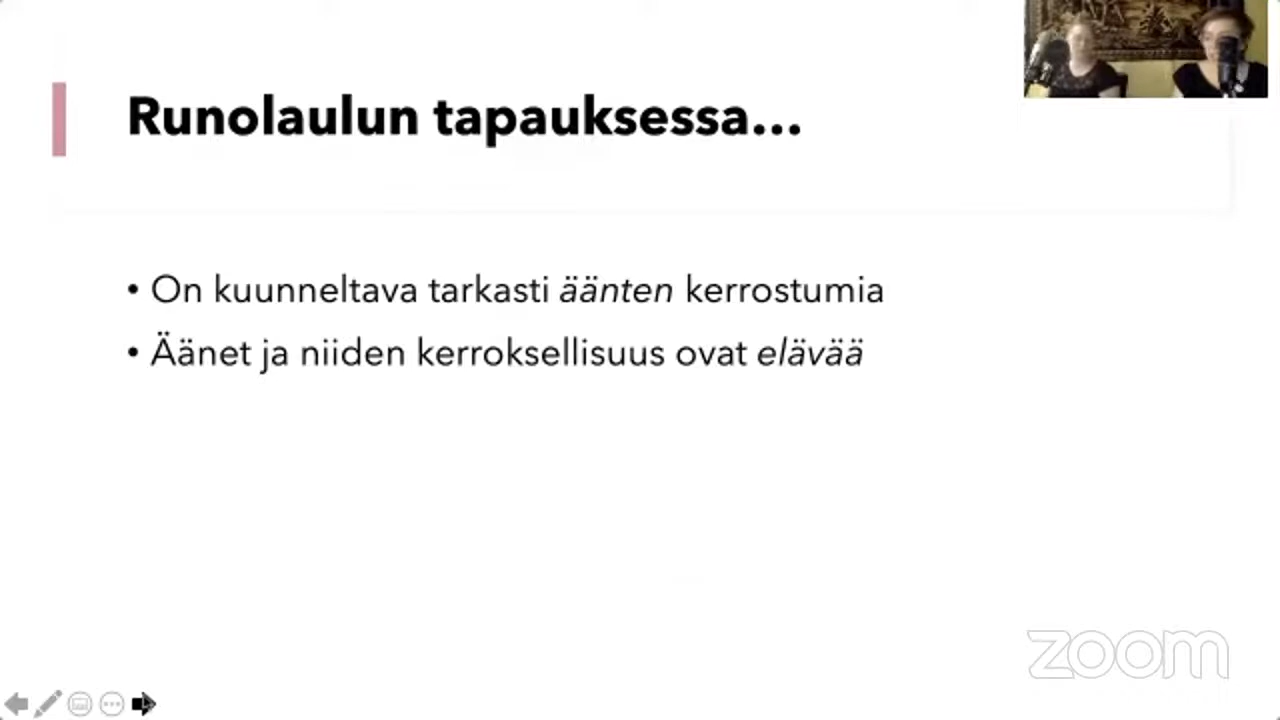 Runolaulun tapauksessa...
• On kuunneltava tarkasti äänten kerrostumia
• Äänet ja niiden kerroksellisuus ovat elävää
zoom